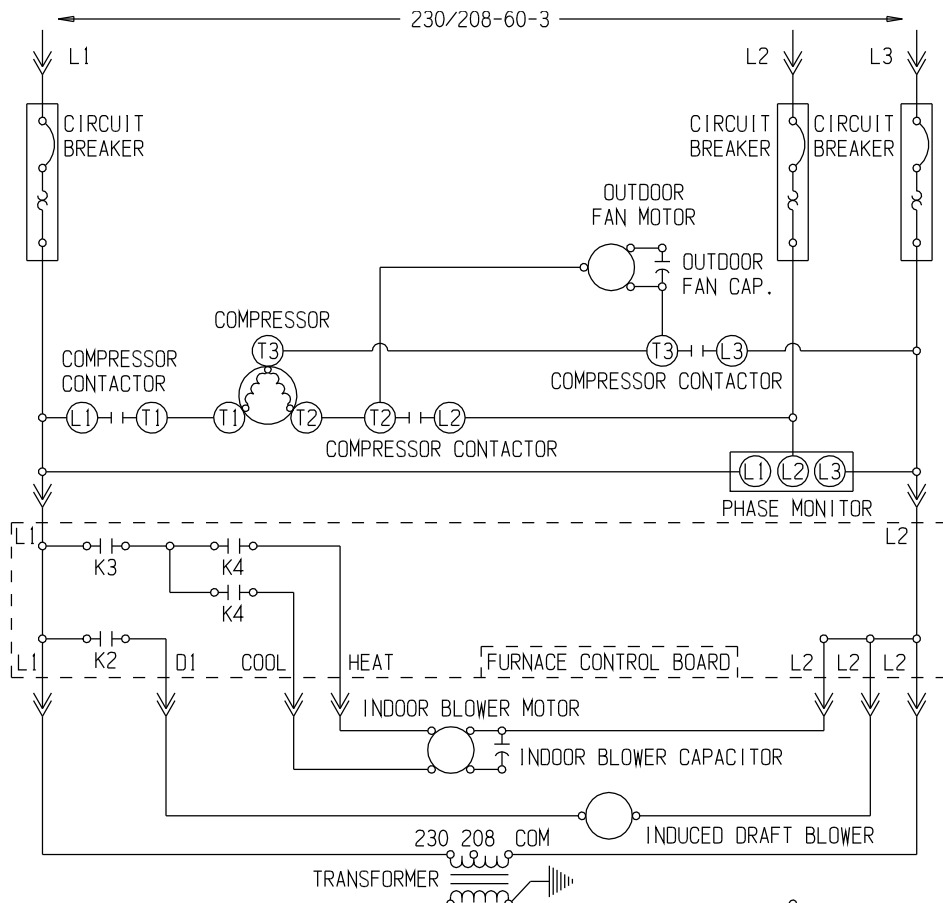 230/208-60-3
L1
L2
L3
CIRCUIT
BREAKER
CIRCUIT
BREAKER
CIRCUIT
BREAKER
OUTDOOR
FAN MOTOR
OUTDOOR
FAN CAP.
COMPRESSOR
T3
T3
L3
COMPRESSOR
CONTACTOR
COMPRESSOR CONTACTOR
L1
T1
T1
T2
T2
L2
COMPRESSOR CONTACTOR
L1
L2
L3
PHASE MONITOR
L1
L2
K3
K4
K4
K2
L1
D1
COOL
HEAT
FURNACE CONTROL BOARD
L2
L2
L2
INDOOR BLOWER MOTOR
INDOOR BLOWER CAPACITOR
INDUCED DRAFT BLOWER
230 208 COM
TRANSFORMER